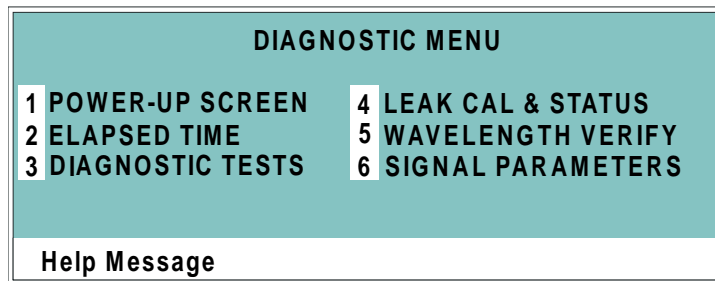 DIAGNOSTIC MENU
1 POWER-UP SCREEN
2 ELAPSED TIME
3 DIAGNOSTIC TESTS
4 LEAK CAL & STATUS
5 WAVELENGTH VERIFY
6 SIGNAL PARAMETERS
Help Message